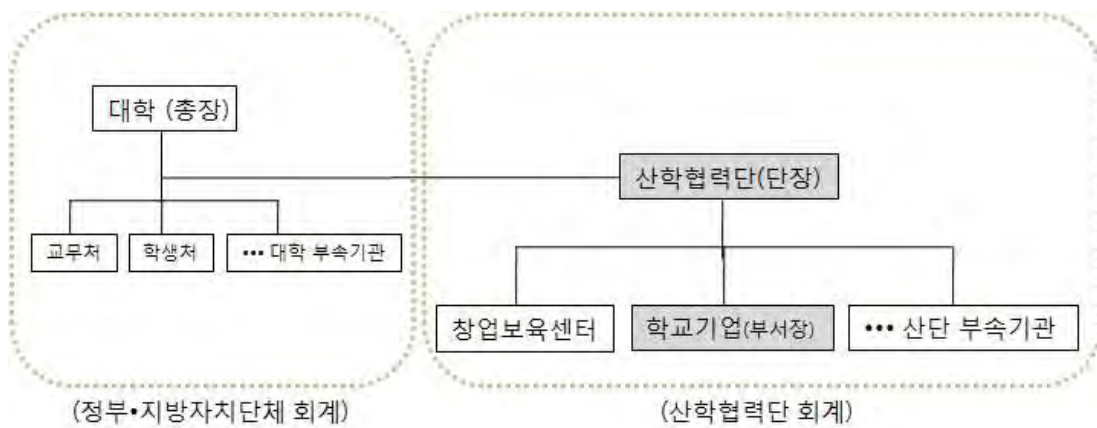 대학 (총장)
산학협력단(단장)
교무처
학생처
••• 대학 부속기관
창업보육센터
학교기업(부서장)
••• 산단 부속기관
(정부•지방자치단체 회계)
(산학협력단 회계)